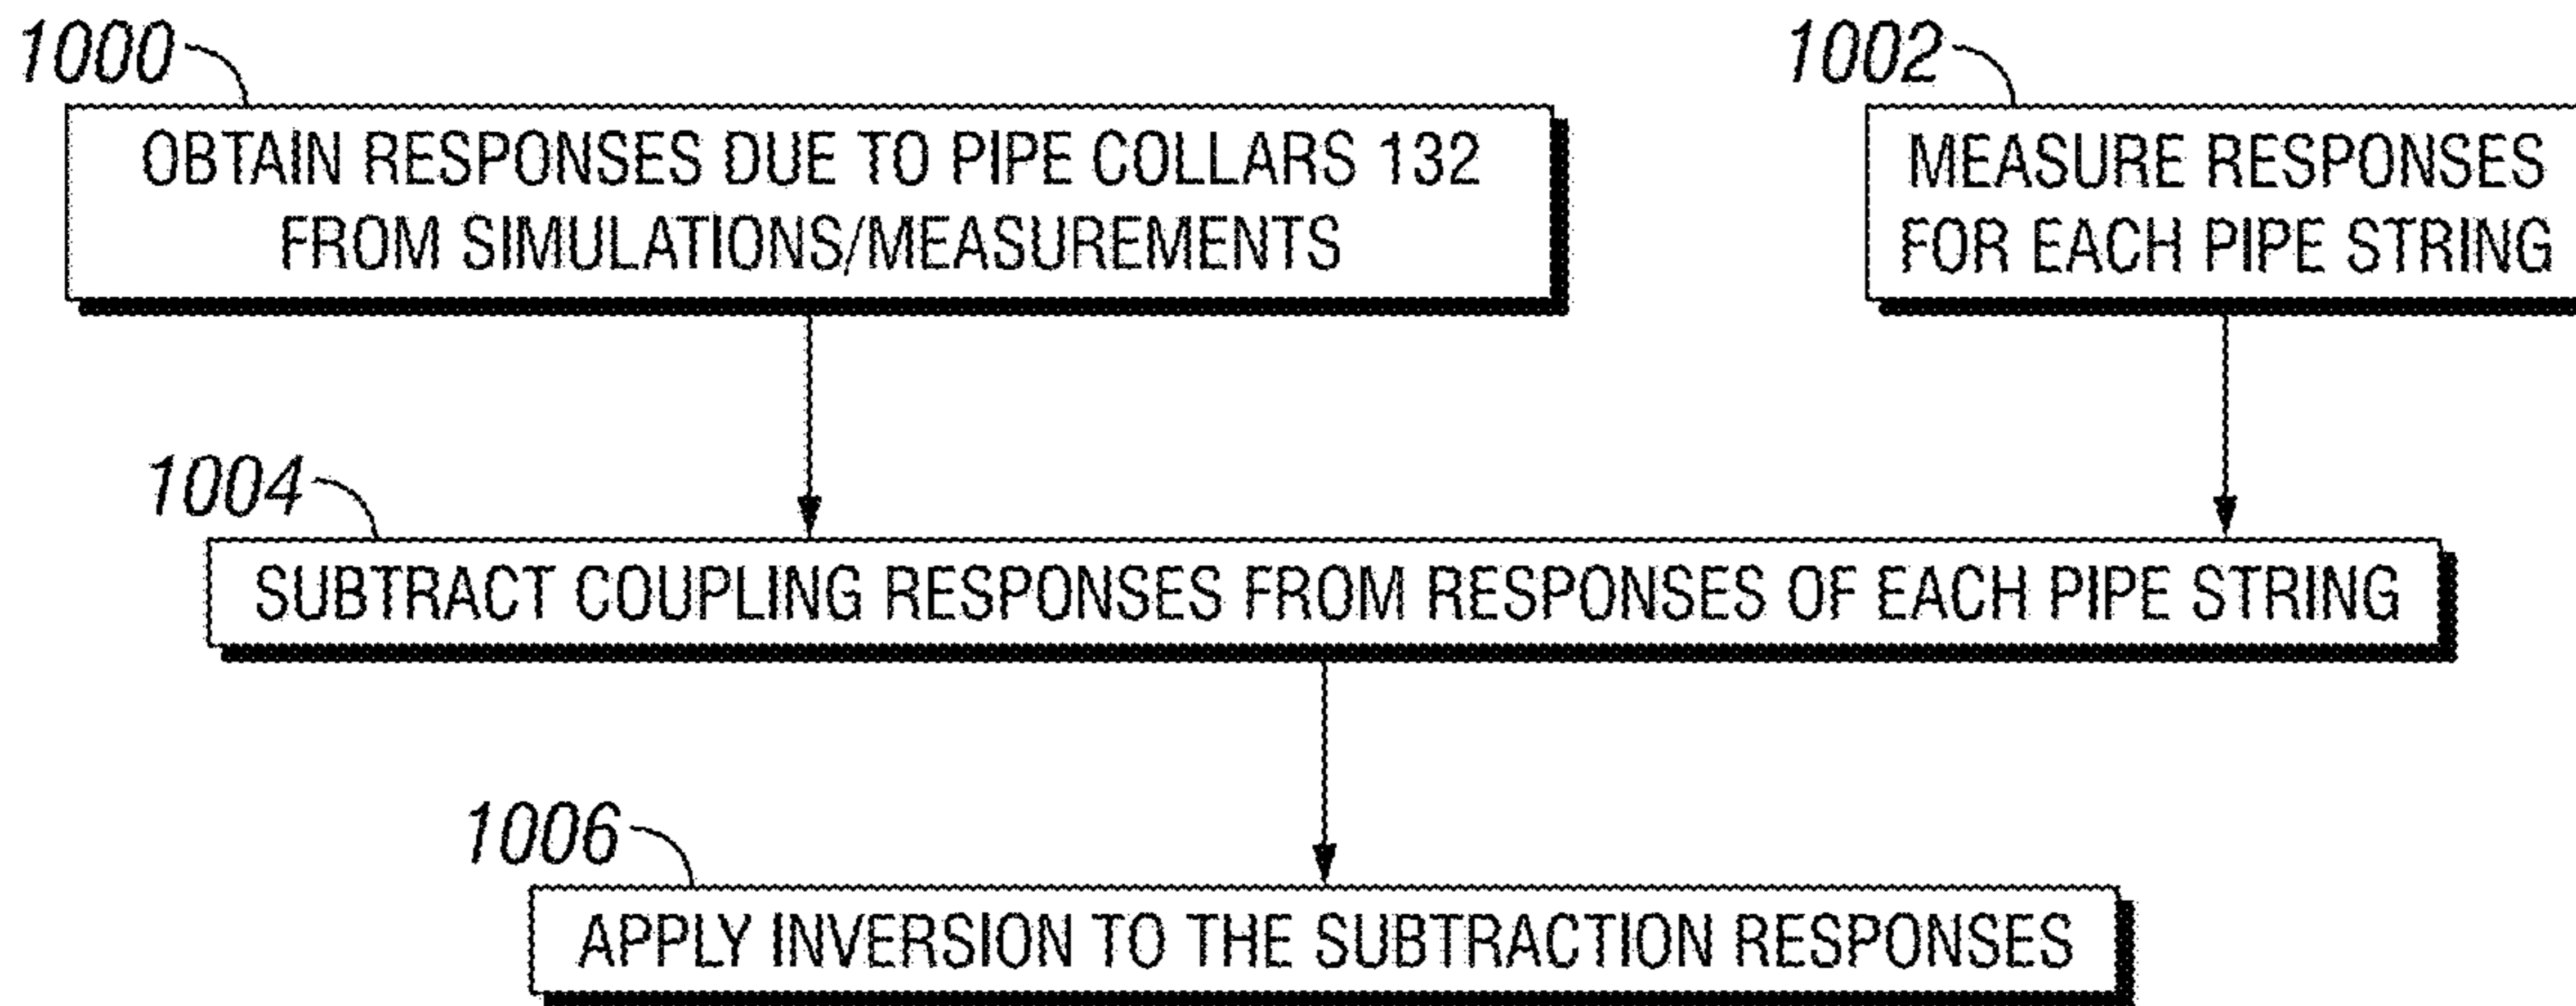 1000
OBTAIN RESPONSES DUE TO PIPE COLLARS 132
FROM SIMULATIONS/MEASUREMENTS
1002
MEASURE RESPONSES
FOR EACH PIPE STRING
1004
SUBTRACT COUPLING RESPONSES FROM RESPONSES OF EACH PIPE STRING
1006
APPLY INVERSION TO THE SUBTRACTION RESPONSES